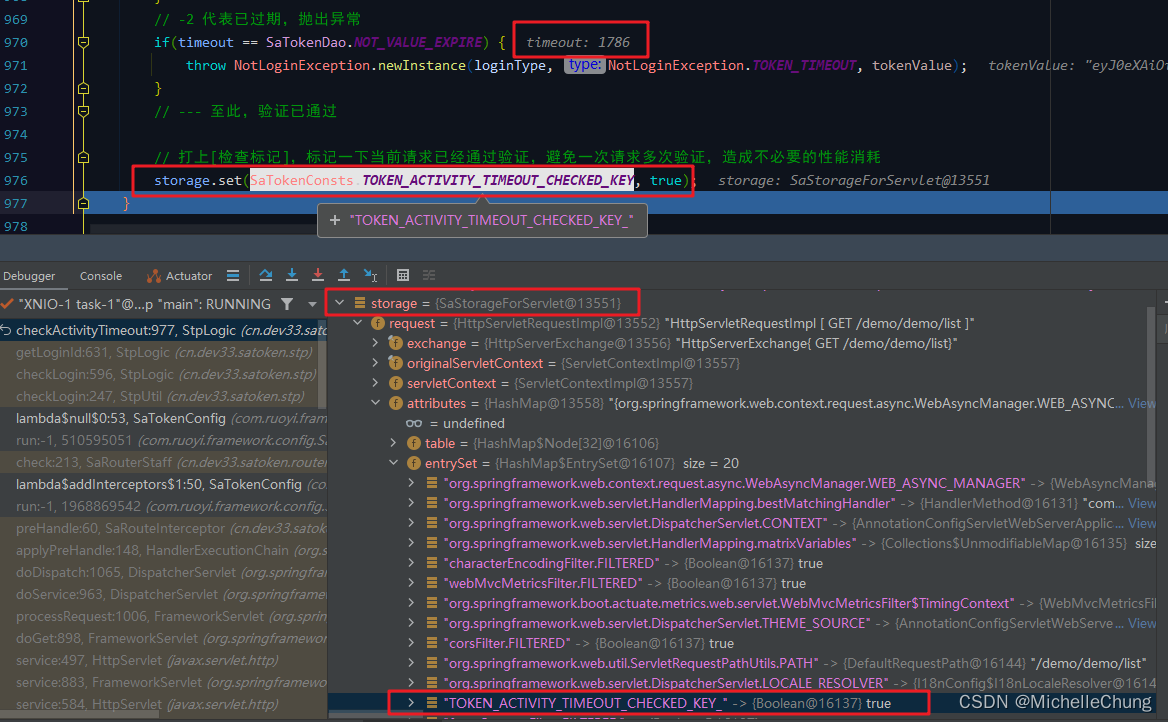 969 // -2 代表已过期，抛出异常
970 if(timeout == SaTokenDao.NOT_VALUE_EXPIRE) { timeout: 1786
971 throw NotLoginException.newInstance(loginType, type: NotLoginException.TOKEN_TIMEOUT, tokenValue); tokenValue: "eyJ0eXAiOi
972 }
973 // --- 至此，验证已通过
974
975 // 打上[检查标记]，标记一下当前请求已经通过验证，避免一次请求多次验证，造成不必要的性能消耗
976 storage.set(SaTokenConsts.TOKEN_ACTIVITY_TIMEOUT_CHECKED_KEY, true); storage: SaStorageForServlet@13551
977 }
+ "TOKEN_ACTIVITY_TIMEOUT_CHECKED_KEY_"
978
Debugger Console Actuator
"XNIO-1 task-1"@...p "main": RUNNING
checkActivityTimeout:977, StpLogic (cn.dev33.sato
getLoginId:631, StpLogic (cn.dev33.satoken.stp)
checkLogin:596, StpLogic (cn.dev33.satoken.stp)
checkLogin:247, StpUtil (cn.dev33.satoken.stp)
lambda$null$0:53, SaTokenConfig (com.ruoyi.fram
run:-1, 510595051 (com.ruoyi.framework.config.S
check:213, SaRouterStaff (cn.dev33.satoken.router
lambda$addInterceptors$1:50, SaTokenConfig (co
run:-1, 1968869542 (com.ruoyi.framework.config.
preHandle:60, SaRouteInterceptor (cn.dev33.satok
applyPreHandle:148, HandlerExecutionChain (org.s
doDispatch:1065, DispatcherServlet (org.springfran
doService:963, DispatcherServlet (org.springframe
processRequest:1006, FrameworkServlet (org.sprin
doGet:898, FrameworkServlet (org.springframewor
service:497, HttpServlet (javax.servlet.http)
service:883, FrameworkServlet (org.springframewo
service:584, HttpServlet (javax.servlet.http)
storage = {SaStorageForServlet@13551}
request = {HttpServletRequestImpl@13552} "HttpServletRequestImpl [ GET /demo/demo/list ]"
exchange = {HttpServerExchange@13556} "HttpServerExchange{ GET /demo/demo/list}"
originalServletContext = {ServletContextImpl@13557}
servletContext = {ServletContextImpl@13557}
attributes = {HashMap@13558} "{org.springframework.web.context.request.async.WebAsyncManager.WEB_ASYNC... View
= undefined
table = {HashMap$Node[32]@16106}
entrySet = {HashMap$EntrySet@16107} size = 20
"org.springframework.web.context.request.async.WebAsyncManager.WEB_ASYNC_MANAGER" -> {WebAsyncMana
"org.springframework.web.servlet.HandlerMapping.bestMatchingHandler" -> {HandlerMethod@16131} "com... View
"org.springframework.web.servlet.DispatcherServlet.CONTEXT" -> {AnnotationConfigServletWebServerApplic... View
"org.springframework.web.servlet.HandlerMapping.matrixVariables" -> {Collections$UnmodifiableMap@16135} size
"characterEncodingFilter.FILTERED" -> {Boolean@16137} true
"webMvcMetricsFilter.FILTERED" -> {Boolean@16137} true
"org.springframework.boot.actuate.metrics.web.servlet.WebMvcMetricsFilter$TimingContext" -> {WebMvcMetricsFil
"org.springframework.web.servlet.DispatcherServlet.THEME_SOURCE" -> {AnnotationConfigServletWebServe... View
"corsFilter.FILTERED" -> {Boolean@16137} true
"org.springframework.web.util.ServletRequestPathUtils.PATH" -> {DefaultRequestPath@16144} "/demo/demo/list"
"org.springframework.web.servlet.DispatcherServlet.LOCALE_RESOLVER" -> {I18nConfig$I18nLocaleResolver@1614
"TOKEN_ACTIVITY_TIMEOUT_CHECKED_KEY_" -> {Boolean@16137} true
CSDN @MichelleChung